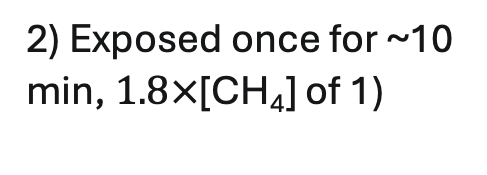 2) Exposed once for ~10
min, 1.8×[CH₄] of 1)